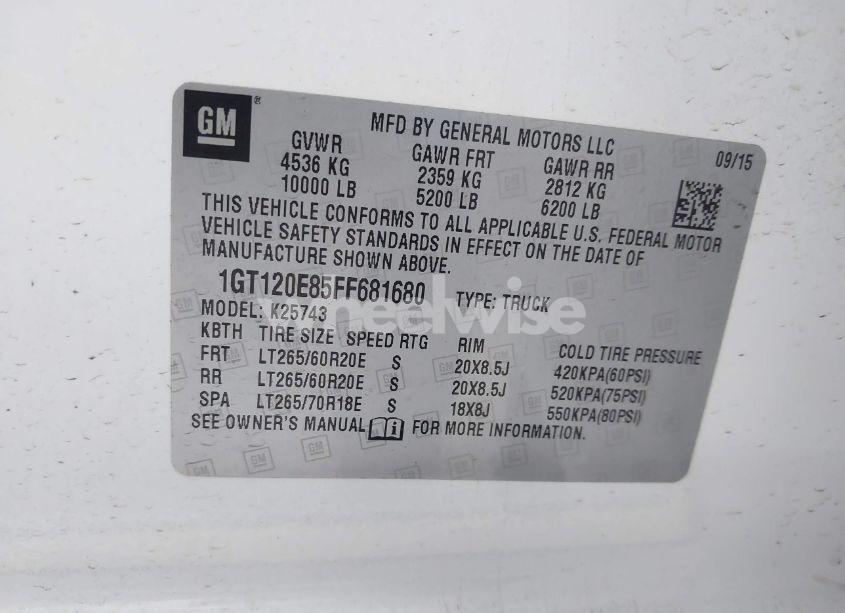 GM®
MFD BY GENERAL MOTORS LLC
09/15
GVWR GAWR FRT GAWR RR
4536 KG 2359 KG 2812 KG
10000 LB 5200 LB 6200 LB
THIS VEHICLE CONFORMS TO ALL APPLICABLE U.S. FEDERAL MOTOR
VEHICLE SAFETY STANDARDS IN EFFECT ON THE DATE OF
MANUFACTURE SHOWN ABOVE.
1GT120E85FF681680 TYPE: TRUCK
wheelwise
MODEL: K25743
KBTH TIRE SIZE SPEED RTG RIM COLD TIRE PRESSURE
FRT LT265/60R20E S 20X8.5J 420KPA(60PSI)
RR LT265/60R20E S 20X8.5J 520KPA(75PSI)
SPA LT265/70R18E S 18X8J 550KPA(80PSI)
SEE OWNER'S MANUAL i FOR MORE INFORMATION.